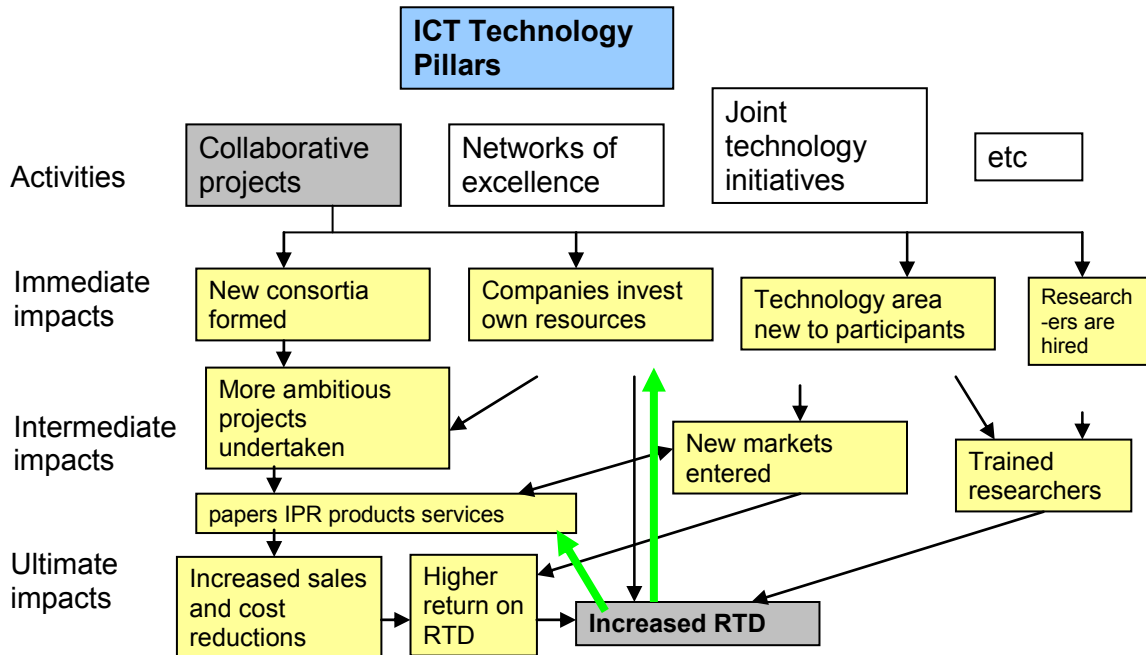 ICT Technology
Pillars
Activities
Collaborative
projects
Networks of
excellence
Joint
technology
initiatives
etc
Immediate
impacts
New consortia
formed
Companies invest
own resources
Technology area
new to participants
Research
-ers are
hired
Intermediate
impacts
More ambitious
projects
undertaken
New markets
entered
Trained
researchers
papers IPR products services
Ultimate
impacts
Increased sales
and cost
reductions
Higher
return on
RTD
Increased RTD